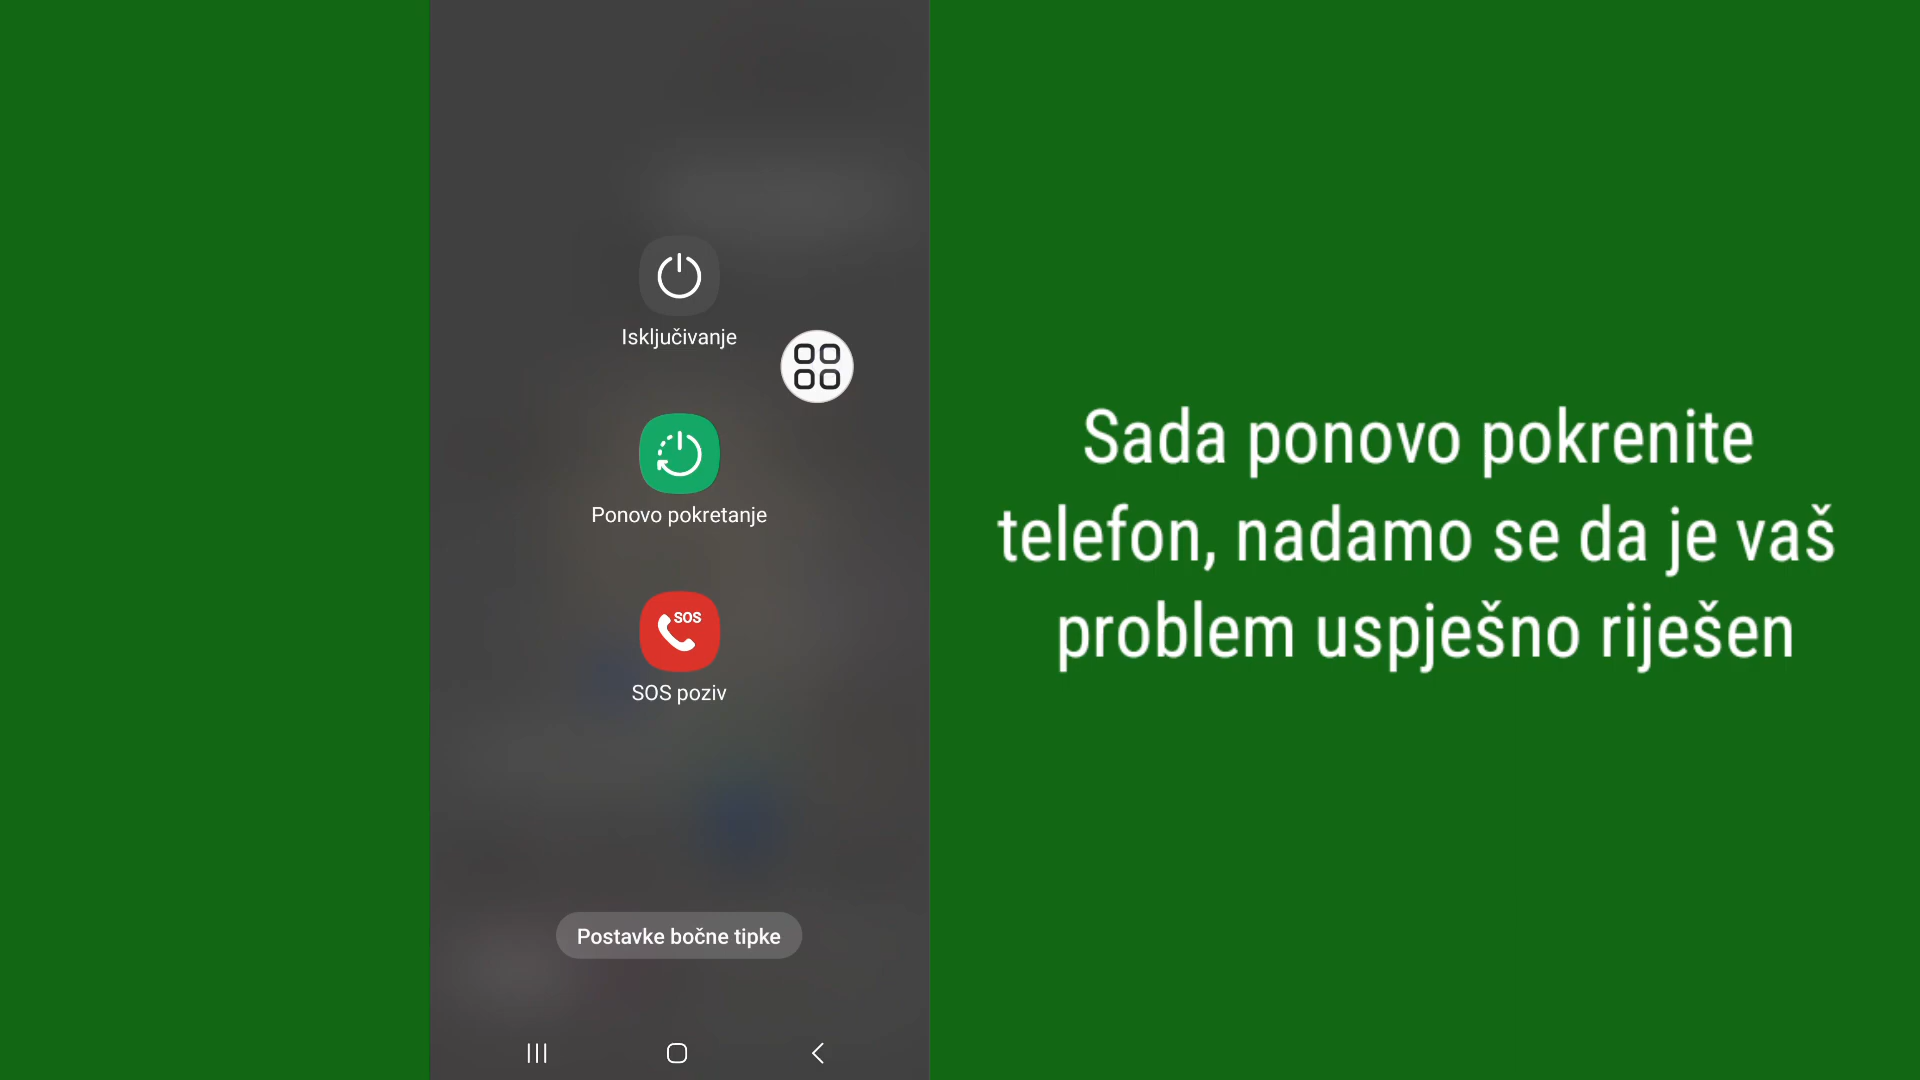 Isključivanje
Ponovo pokretanje
SOS
SOS poziv
Postavke bočne tipke
Sada ponovo pokrenite
telefon, nadamo se da je vaš
problem uspješno riješen